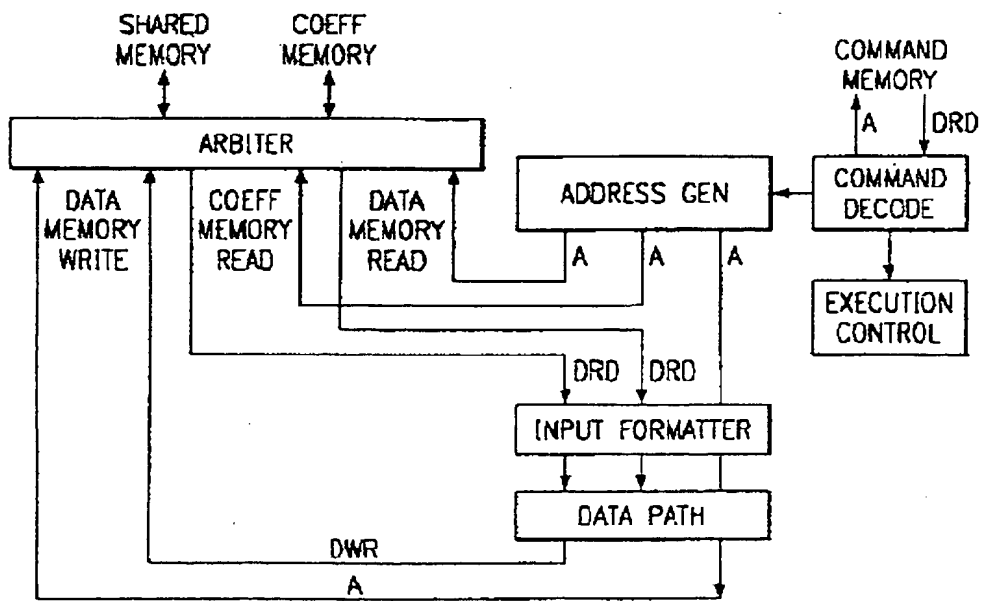 SHARED
MEMORY
COEFF
MEMORY
COMMAND
MEMORY
A
DRD
ARBITER
ADDRESS GEN
COMMAND
DECODE
DATA
MEMORY
WRITE
COEFF
MEMORY
READ
DATA
MEMORY
READ
A
A
A
EXECUTION
CONTROL
DRD
DRD
INPUT FORMATTER
DATA PATH
DWR
A